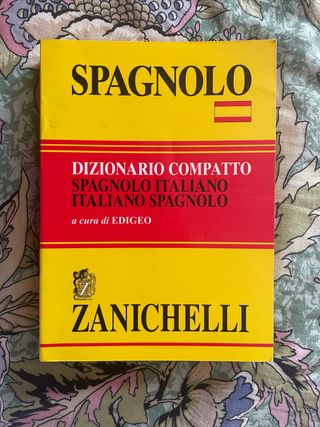 SPAGNOLO
DIZIONARIO COMPATTO
SPAGNOLO ITALIANO
ITALIANO SPAGNOLO
a cura di EDIGEO
Z
ZANICHELLI